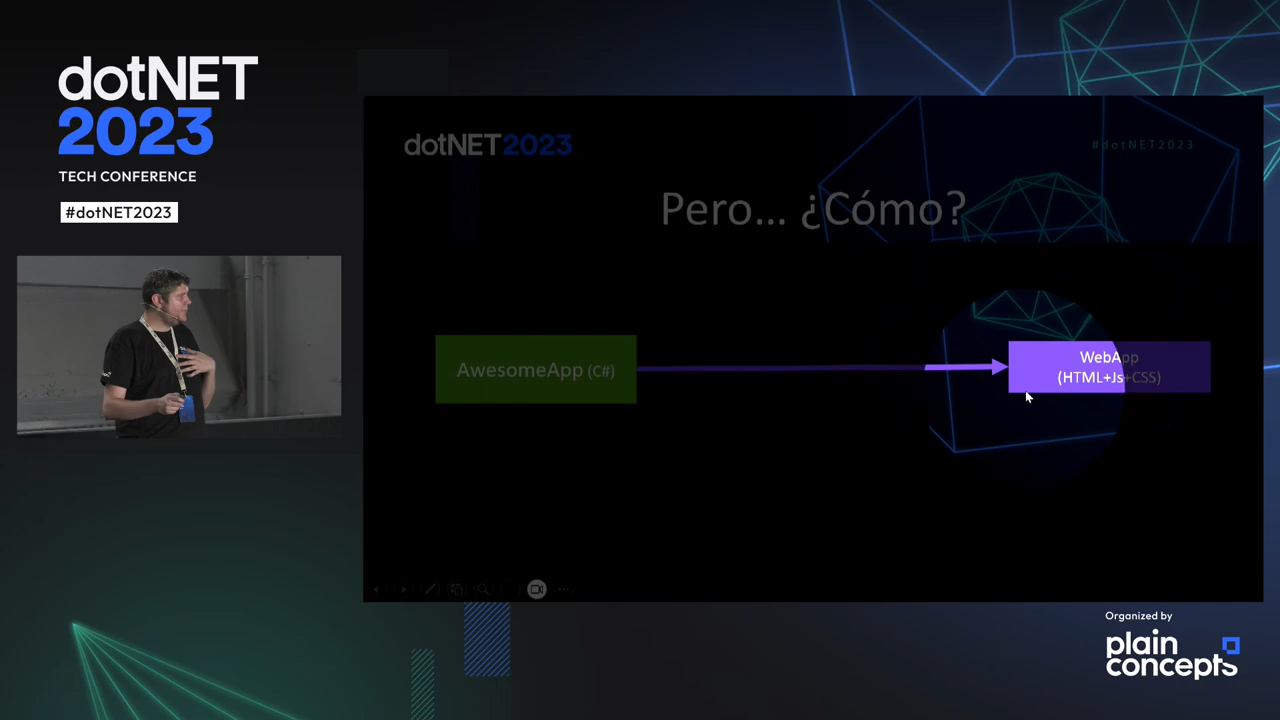 dotNET
2023
TECH CONFERENCE
#dotNET2023
dotNET2023
#dotNET2023
Pero... ¿Cómo?
AwesomeApp (C#)
WebApp
(HTML+Js+CSS)
Organized by
plain
concepts